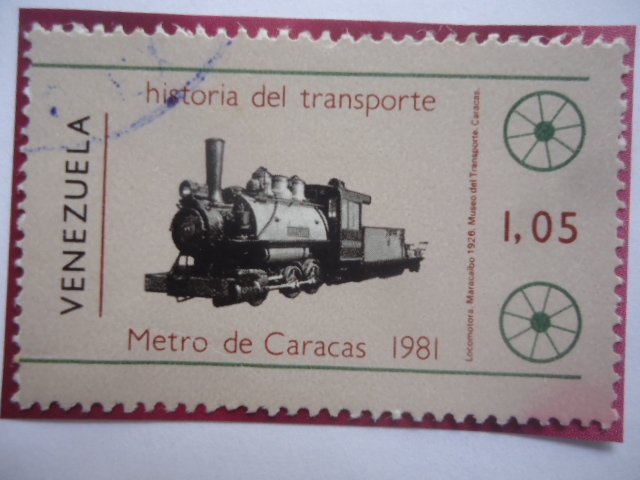 historia del transporte
VENEZUELA
1,05
Locomotora. Maracaibo 1926. Museo del Transporte. Caracas.
Metro de Caracas 1981